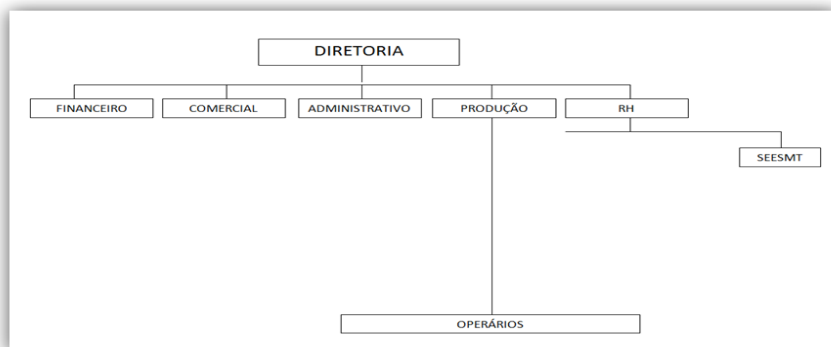 DIRETORIA
FINANCEIRO
COMERCIAL
ADMINISTRATIVO
PRODUÇÃO
RH
SEESMT
OPERÁRIOS